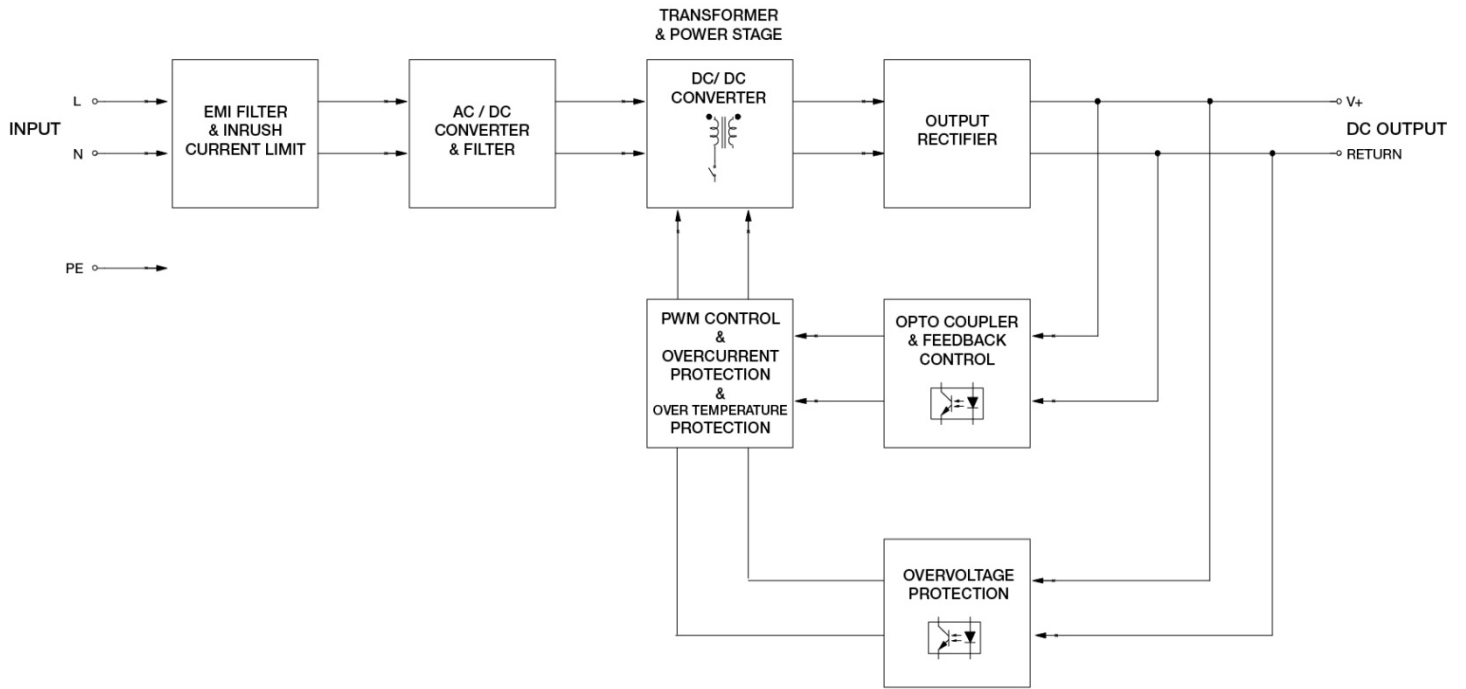 TRANSFORMER
& POWER STAGE
INPUT
L
N
PE
EMI FILTER
& INRUSH
CURRENT LIMIT
AC / DC
CONVERTER
& FILTER
DC/ DC
CONVERTER
OUTPUT
RECTIFIER
V+
DC OUTPUT
RETURN
PWM CONTROL
&
OVERCURRENT
PROTECTION
&
OVER TEMPERATURE
PROTECTION
OPTO COUPLER
& FEEDBACK
CONTROL
OVERVOLTAGE
PROTECTION